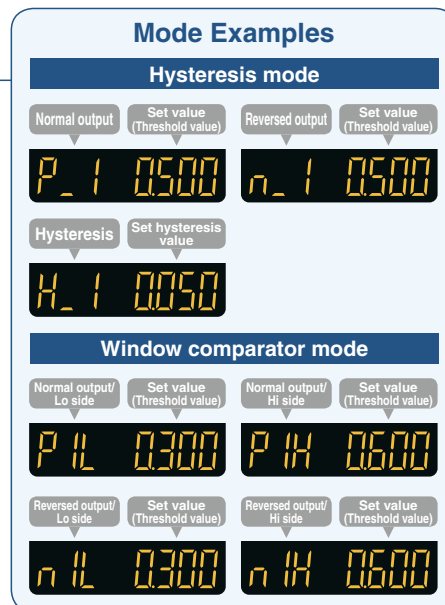 Mode Examples
Hysteresis mode
Normal output
Set value
(Threshold value)
Reversed output
Set value
(Threshold value)
P_1 0.500
n_1 0.500
Hysteresis
Set hysteresis
value
H_1 0.050
Window comparator mode
Normal output/
Lo side
Set value
(Threshold value)
Normal output/
Hi side
Set value
(Threshold value)
P1L 0.300
P1H 0.600
Reversed output/
Lo side
Set value
(Threshold value)
Reversed output/
Hi side
Set value
(Threshold value)
n1L 0.300
n1H 0.600